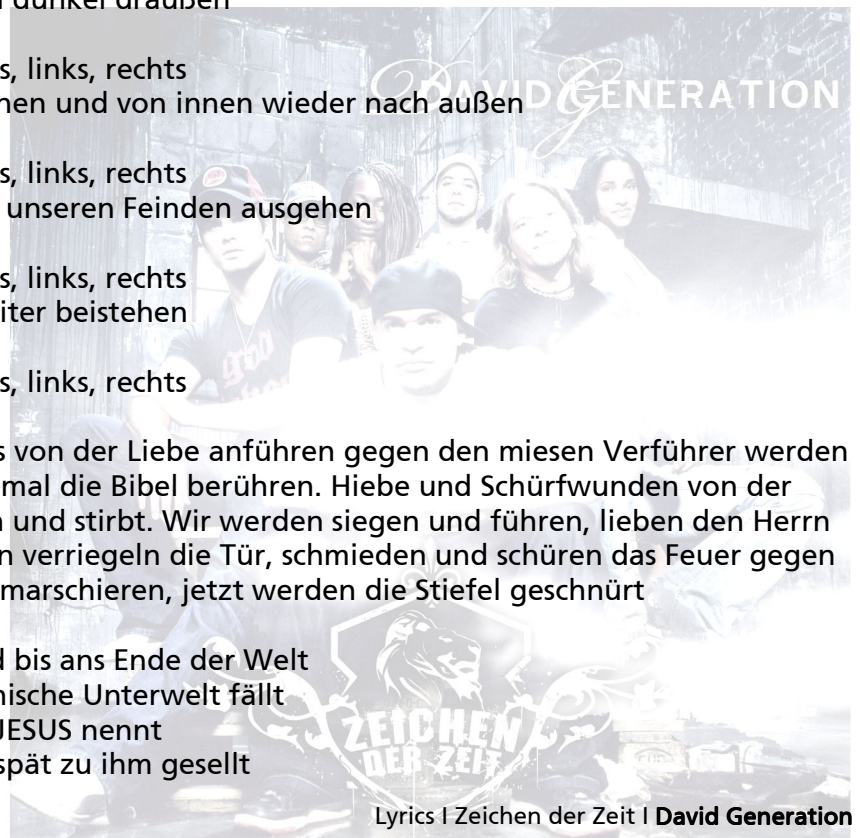 dunkel draußen
DAVID GENERATION
s, links, rechts
nen und von innen wieder nach außen
s, links, rechts
unseren Feinden ausgehen
s, links, rechts
iter beistehen
s, links, rechts
s von der Liebe anführen gegen den miesen Verführer werden
mal die Bibel berühren. Hiebe und Schürfwunden von der
und stirbt. Wir werden siegen und führen, lieben den Herrn
n verriegeln die Tür, schmieden und schüren das Feuer gegen
marschieren, jetzt werden die Stiefel geschnürt
d bis ans Ende der Welt
nische Unterwelt fällt
JESUS nennt
spät zu ihm gesellt
ZEICHEN
DER ZEIT
Lyrics I Zeichen der Zeit I David Generation